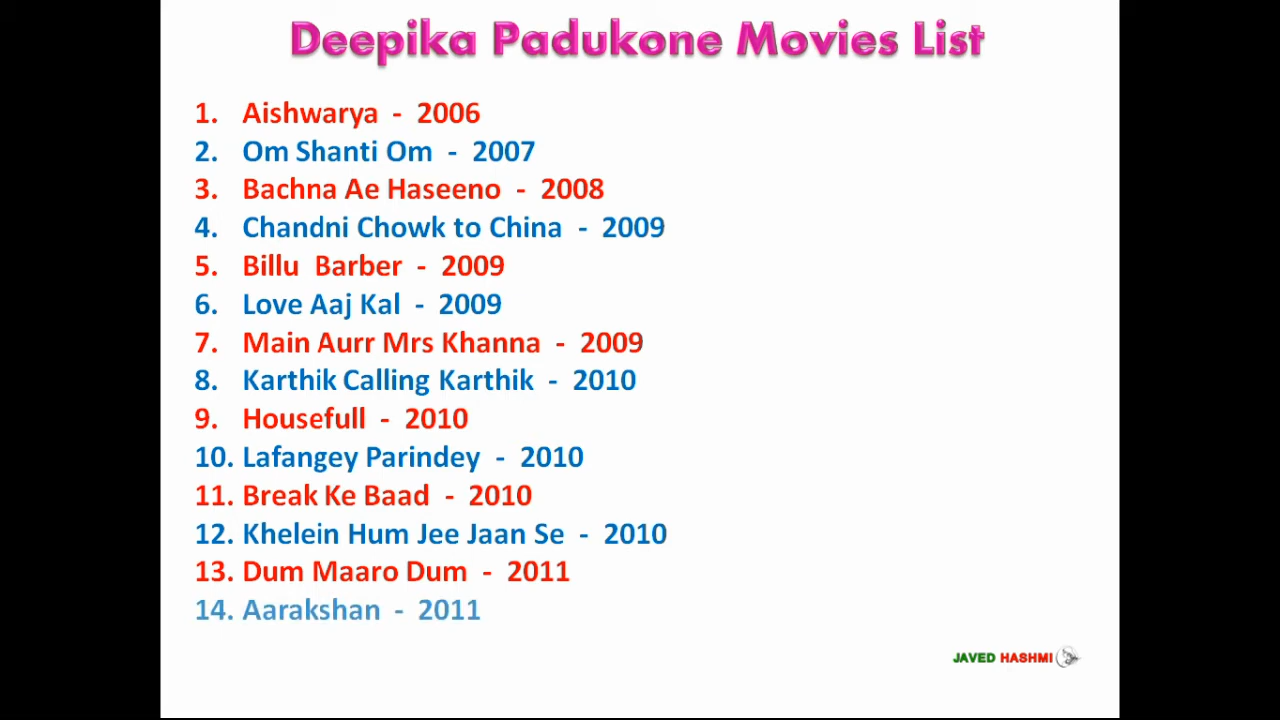 Deepika Padukone Movies List
1. Aishwarya - 2006
2. Om Shanti Om - 2007
3. Bachna Ae Haseeno - 2008
4. Chandni Chowk to China - 2009
5. Billu Barber - 2009
6. Love Aaj Kal - 2009
7. Main Aurr Mrs Khanna - 2009
8. Karthik Calling Karthik - 2010
9. Housefull - 2010
10. Lafangey Parindey - 2010
11. Break Ke Baad - 2010
12. Khelein Hum Jee Jaan Se - 2010
13. Dum Maaro Dum - 2011
14. Aarakshan - 2011
JAVED HASHMI